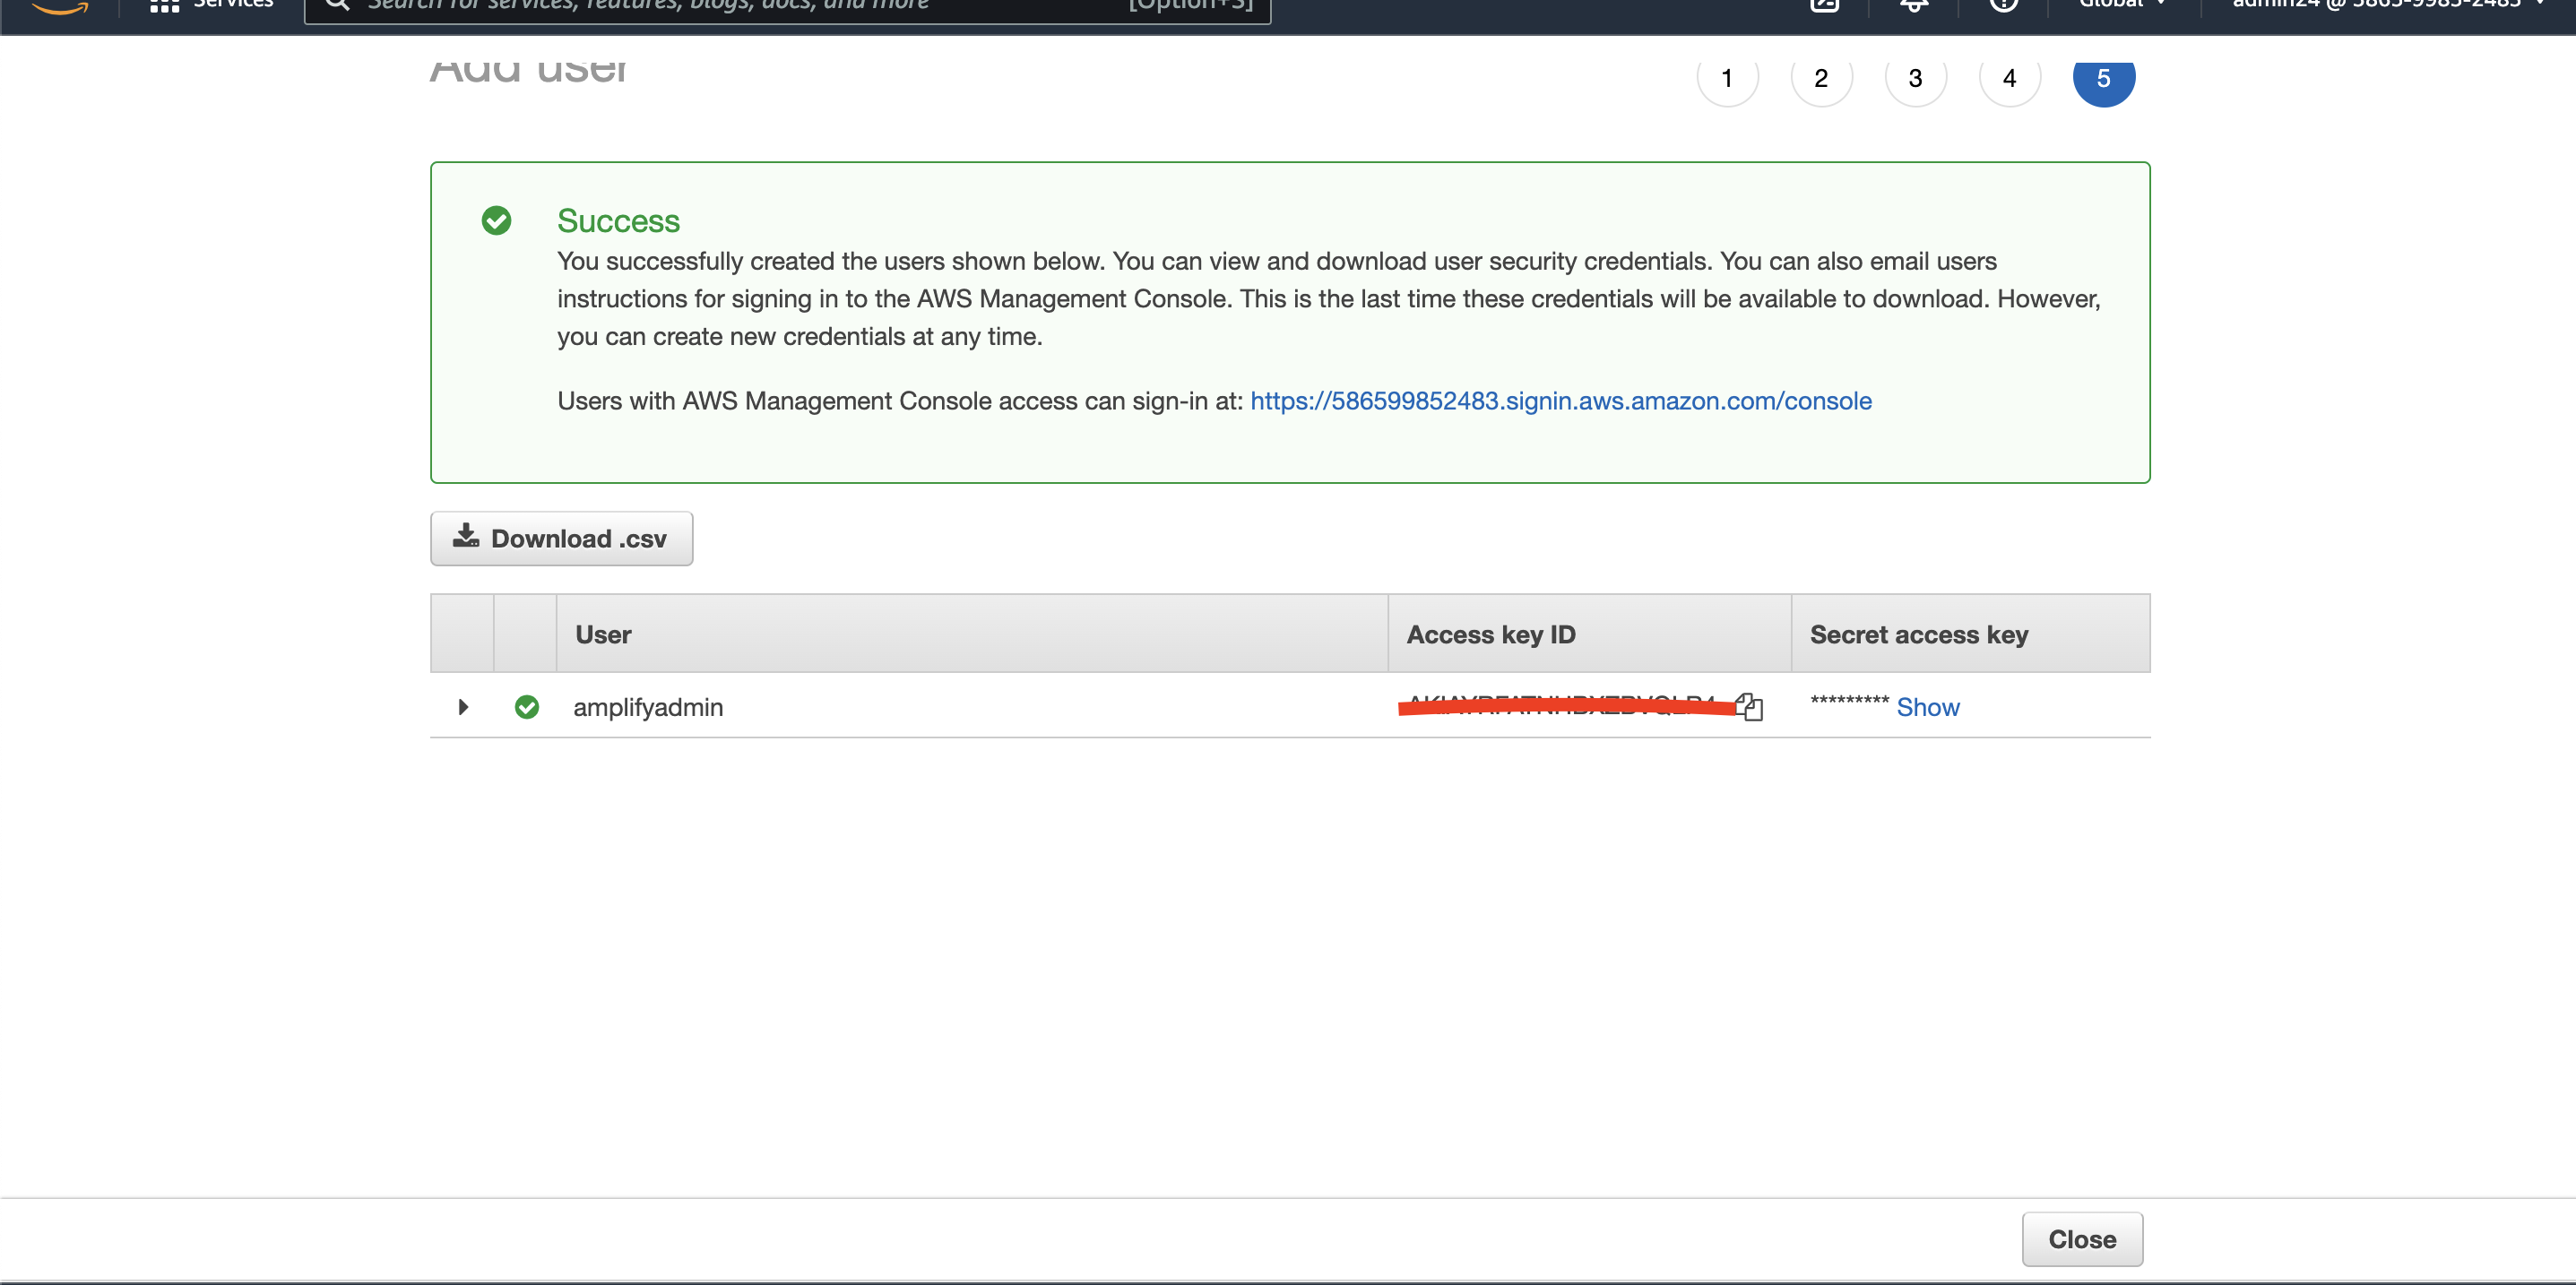 Services
Search for services, features, blogs, docs, and more
[Option+S]
Global
admin24 @ 5865-9985-2483
Add user
1
2
3
4
5
Success
You successfully created the users shown below. You can view and download user security credentials. You can also email users
instructions for signing in to the AWS Management Console. This is the last time these credentials will be available to download. However,
you can create new credentials at any time.
Users with AWS Management Console access can sign-in at: https://586599852483.signin.aws.amazon.com/console
Download .csv
User
Access key ID
Secret access key
amplifyadmin
********* Show
Close